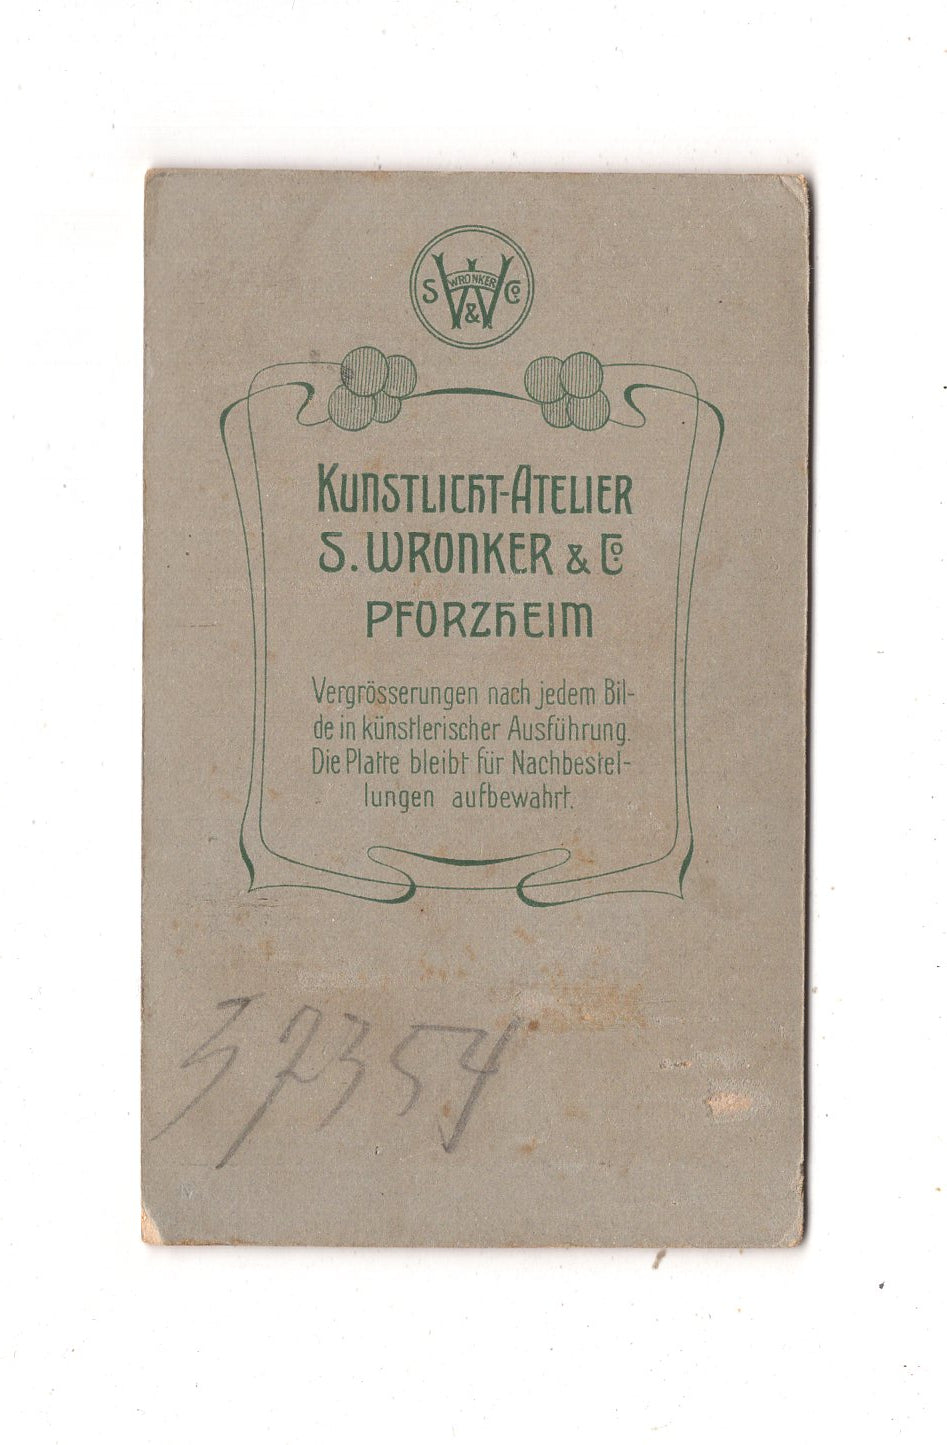 S WRONKER Co.
W & 
KUNSTLICHT-ATELIER
S. WRONKER & Co.
PFORZHEIM
Vergrösserungen nach jedem Bil-
de in künstlerischer Ausführung.
Die Platte bleibt für Nachbestel-
lungen aufbewahrt.
37354